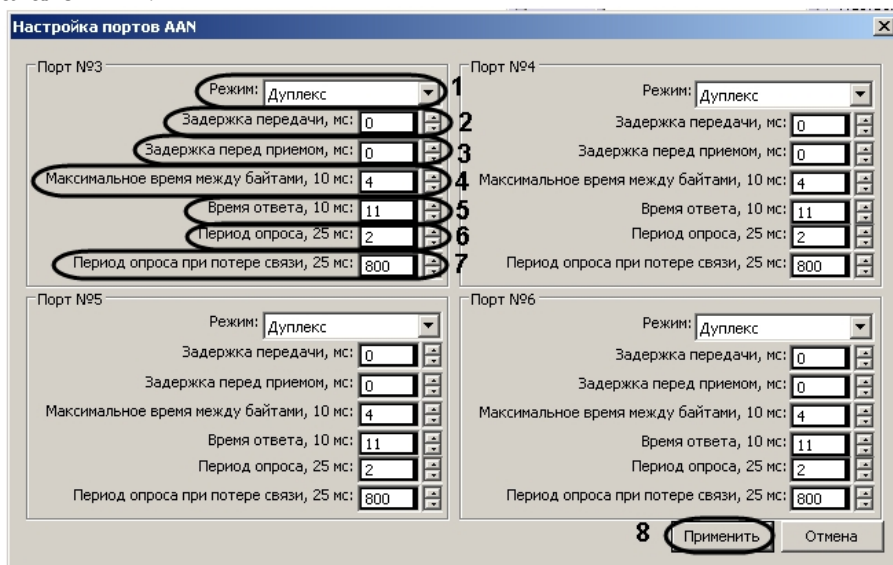 Настройка портов AAN
Порт №3
Режим: Дуплекс 1
Задержка передачи, мс: 0 2
Задержка перед приемом, мс: 0 3
Максимальное время между байтами, 10 мс: 4 4
Время ответа, 10 мс: 11 5
Период опроса, 25 мс: 2 6
Период опроса при потере связи, 25 мс: 800 7
Порт №4
Режим: Дуплекс
Задержка передачи, мс: 0
Задержка перед приемом, мс: 0
Максимальное время между байтами, 10 мс: 4
Время ответа, 10 мс: 11
Период опроса, 25 мс: 2
Период опроса при потере связи, 25 мс: 800
Порт №5
Режим: Дуплекс
Задержка передачи, мс: 0
Задержка перед приемом, мс: 0
Максимальное время между байтами, 10 мс: 4
Время ответа, 10 мс: 11
Период опроса, 25 мс: 2
Период опроса при потере связи, 25 мс: 800
Порт №6
Режим: Дуплекс
Задержка передачи, мс: 0
Задержка перед приемом, мс: 0
Максимальное время между байтами, 10 мс: 4
Время ответа, 10 мс: 11
Период опроса, 25 мс: 2
Период опроса при потере связи, 25 мс: 800
8 Применить Отмена